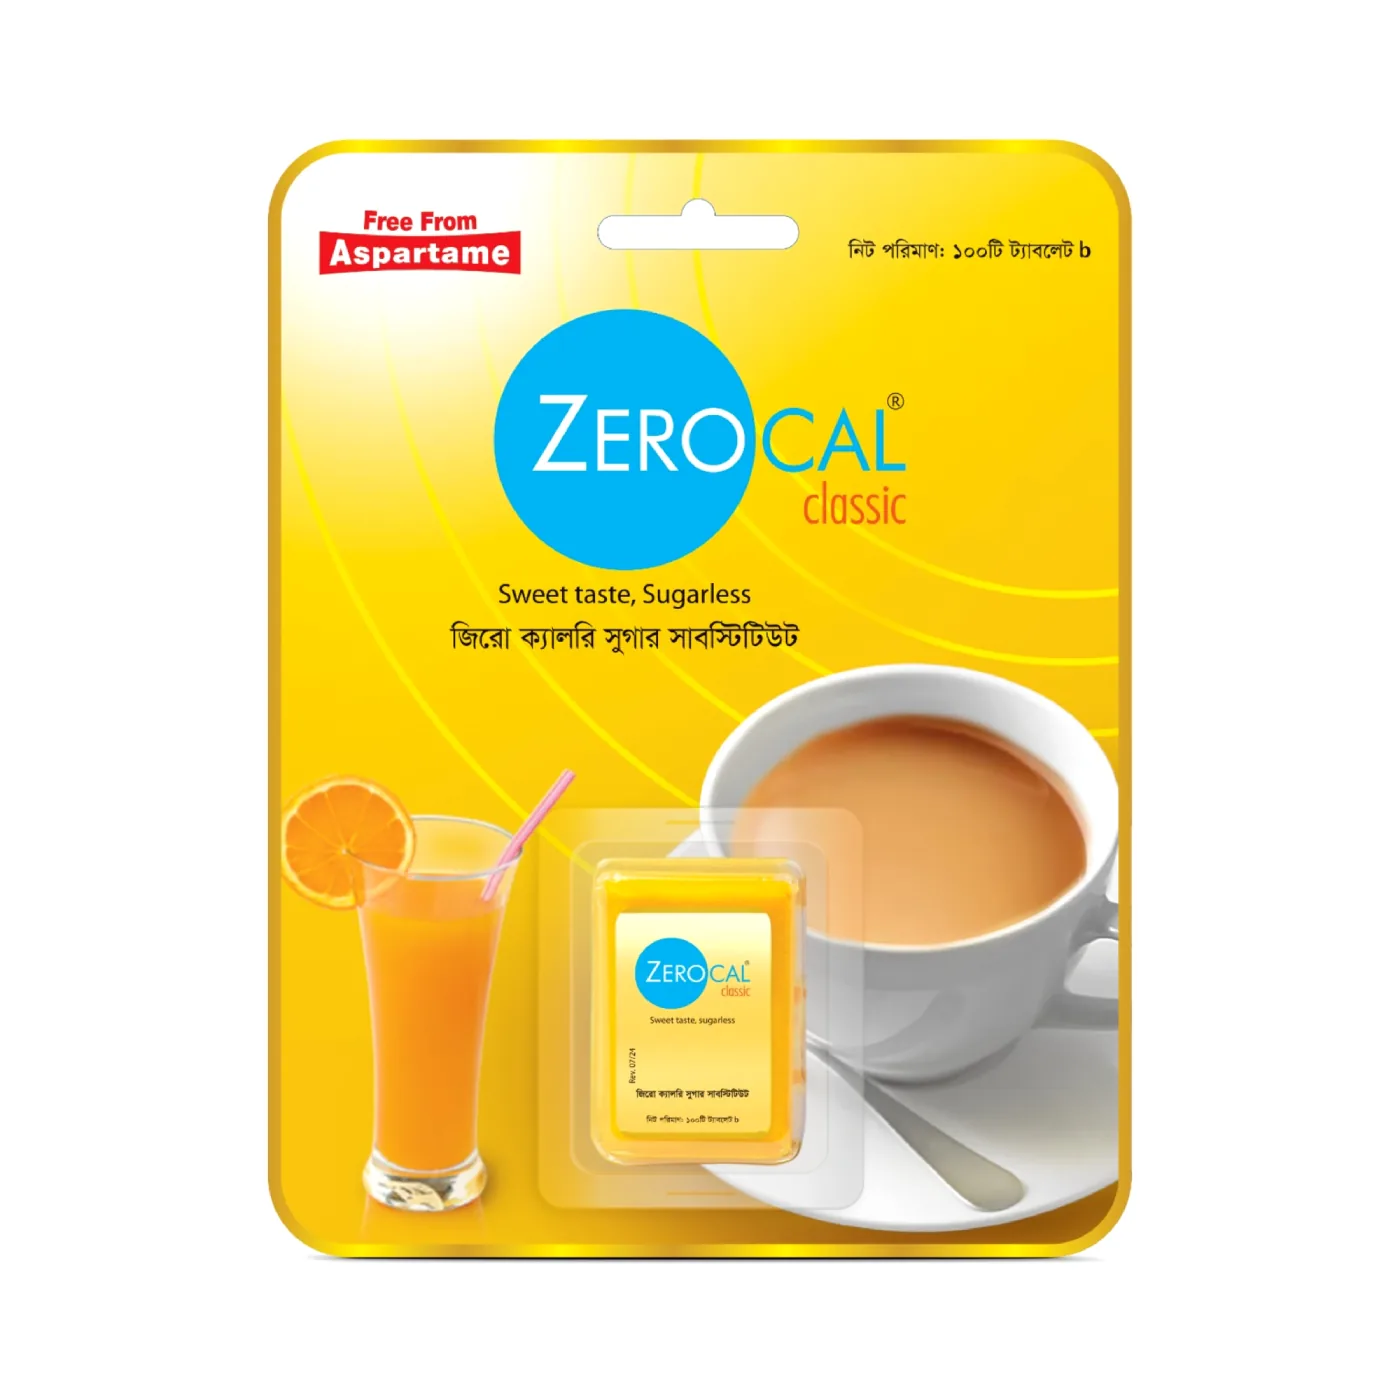 Free From
Aspartame
নিট পরিমাণ: ১০০টি ট্যাবলেট b
ZEROCAL®
classic
Sweet taste, Sugarless
জিরো ক্যালরি সুগার সাবস্টিটিউট
ZEROCAL®
classic
Sweet taste, sugarless
Rev. 07/24
জিরো ক্যালরি সুগার সাবস্টিটিউট
নিট পরিমাণ: ১০০টি ট্যাবলেট b